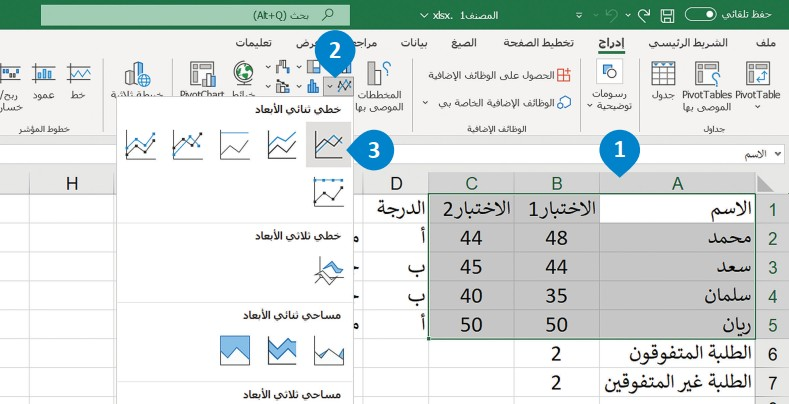 حفظ تلقائي
المصنف1 .xlsx
بحث (Alt+Q)
ملف
الشريط الرئيسي
إدراج
تخطيط الصفحة
الصيغ
بيانات
تعليمات
2
PivotTable
PivotTables الموصى بها
جدول
جداول
رسومات توضيحية
الحصول على الوظائف الإضافية
الوظائف الإضافية الخاصة بي
الوظائف الإضافية
المخططات الموصى بها
خرائط
PivotChart
خريطة ثلاثية
خط
عمود
ربح/
خسار
خطوط المؤشر
خطي ثنائي الأبعاد
3
خطي ثلاثي الأبعاد
مساحي ثنائي الأبعاد
مساحي ثلاثي الأبعاد
1
الاسم
A B C D H
1 الاسم الاختبار1 الاختبار2 الدرجة
2 محمد 48 44 أ
3 سعد 44 45 ب
4 سلمان 35 40 ب
5 ريان 50 50 أ
6 الطلبة المتفوقون 2
7 الطلبة غير المتفوقين 2